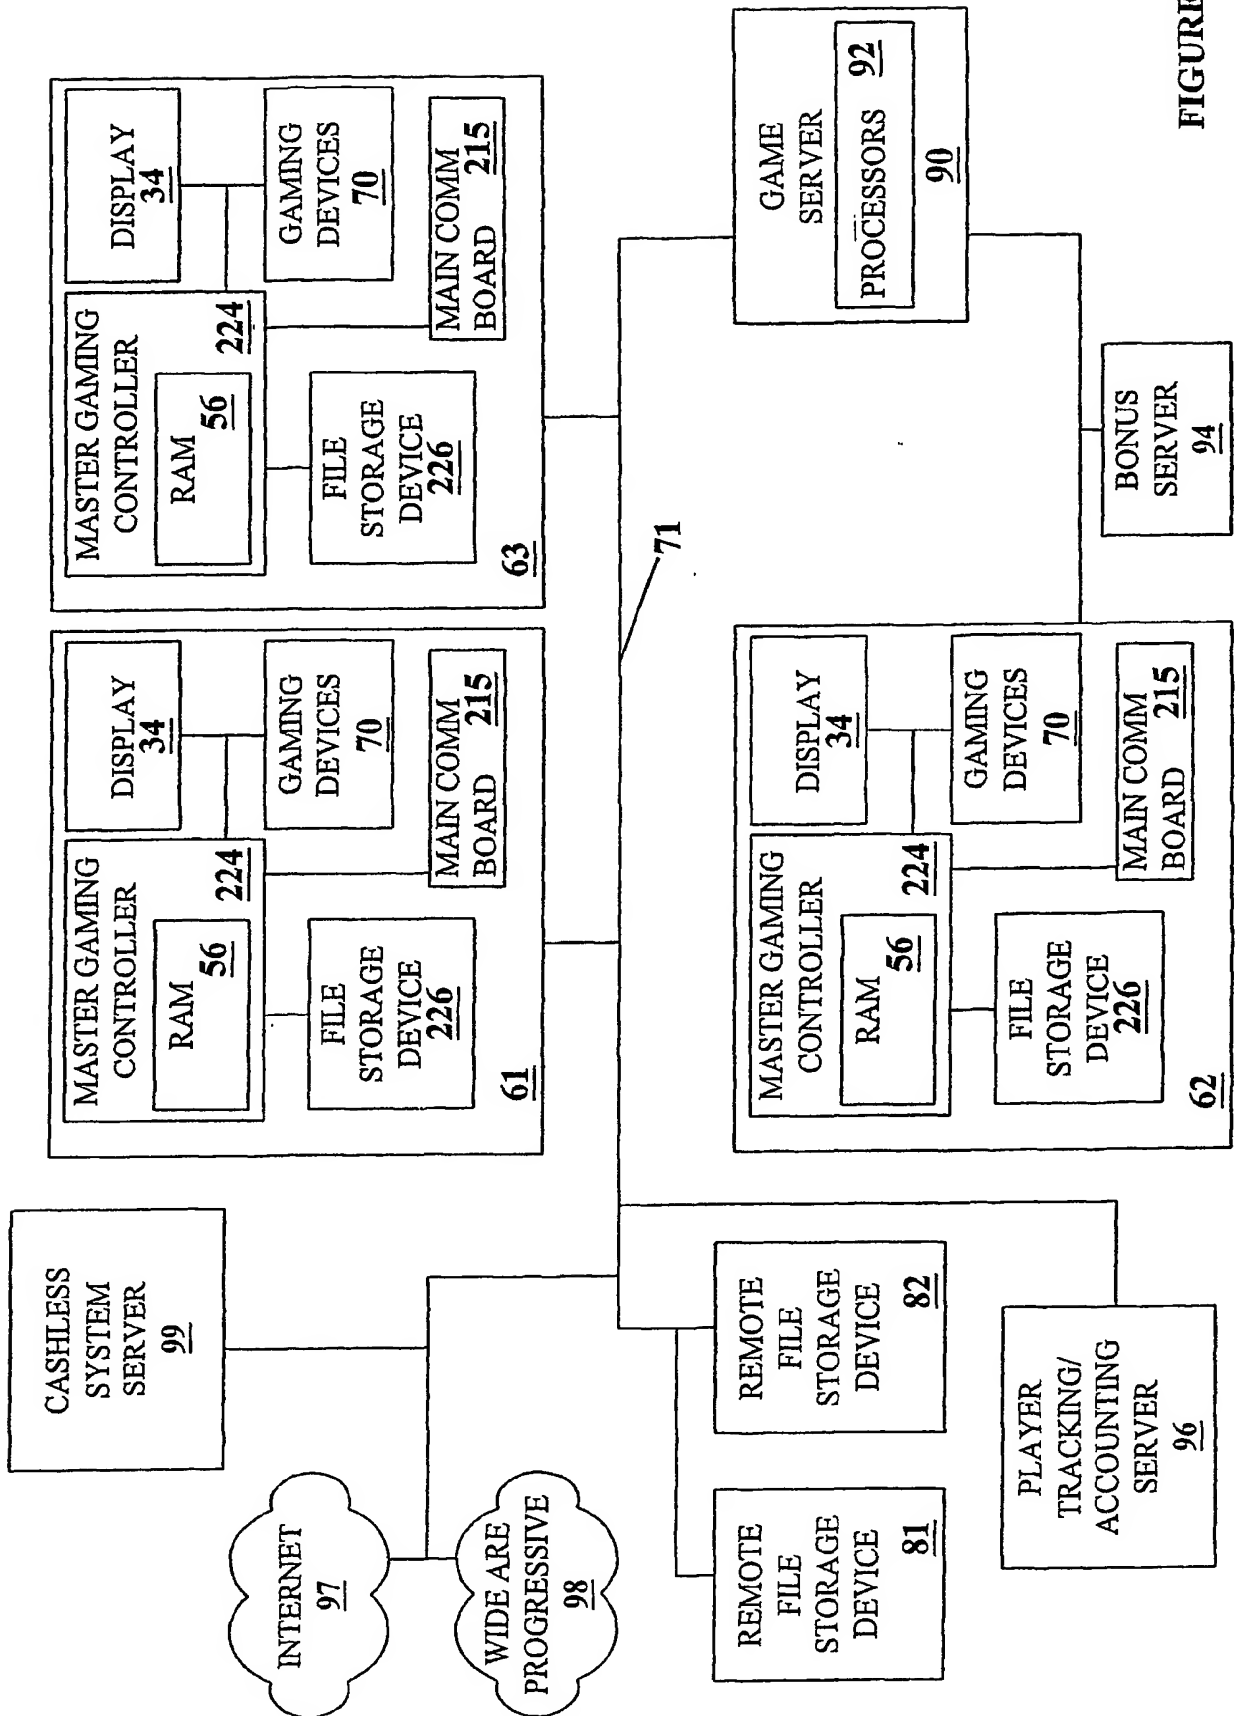 CASHLESS
SYSTEM
SERVER
99
INTERNET
97
WIDE ARE
PROGRESSIVE
98
MASTER GAMING
CONTROLLER
224
RAM
56
DISPLAY
34
GAMING
DEVICES
70
FILE
STORAGE
DEVICE
226
MAIN COMM
BOARD
215
61
MASTER GAMING
CONTROLLER
224
RAM
56
DISPLAY
34
GAMING
DEVICES
70
FILE
STORAGE
DEVICE
226
MAIN COMM
BOARD
215
63
71
REMOTE
FILE
STORAGE
DEVICE
81
REMOTE
FILE
STORAGE
DEVICE
82
PLAYER
TRACKING/
ACCOUNTING
SERVER
96
MASTER GAMING
CONTROLLER
224
RAM
56
DISPLAY
34
GAMING
DEVICES
70
FILE
STORAGE
DEVICE
226
MAIN COMM
BOARD
215
62
GAME
SERVER
PROCESSORS
92
90
BONUS
SERVER
94
FIGURE